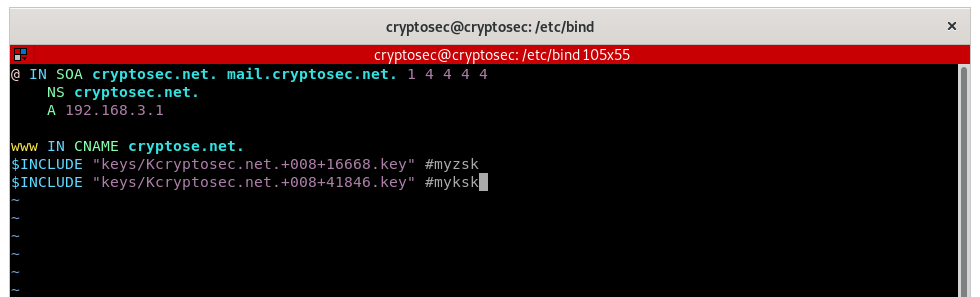 cryptosec@cryptosec: /etc/bind ×
cryptosec@cryptosec: /etc/bind 105x55
@ IN SOA cryptosec.net. mail.cryptosec.net. 1 4 4 4 4
    NS cryptosec.net.
    A 192.168.3.1
www IN CNAME cryptose.net.
$INCLUDE "keys/Kcryptosec.net.+008+16668.key" #myzsk
$INCLUDE "keys/Kcryptosec.net.+008+41846.key" #myksk
~
~
~
~
~
~